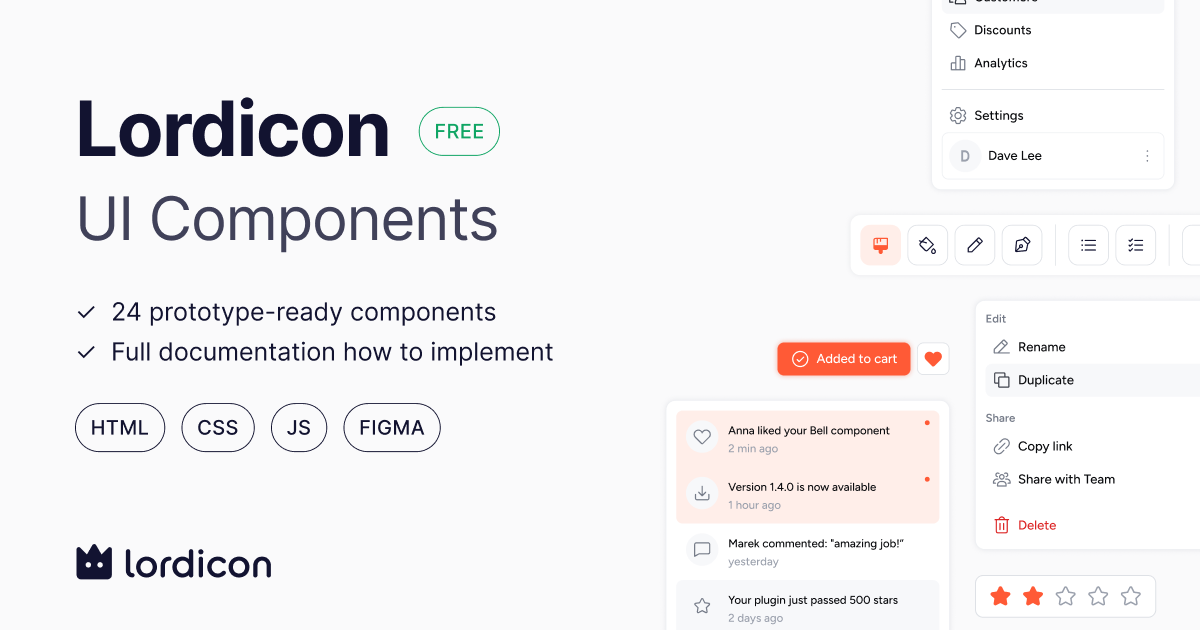 Lordicon
FREE
UI Components
24 prototype-ready components
Full documentation how to implement
HTML
CSS
JS
FIGMA
lordicon
Customers
Discounts
Analytics
Settings
D
Dave Lee
Added to cart
Edit
Rename
Duplicate
Share
Copy link
Share with Team
Delete
Anna liked your Bell component
2 min ago
Version 1.4.0 is now available
1 hour ago
Marek commented: "amazing job!"
yesterday
Your plugin just passed 500 stars
2 days ago